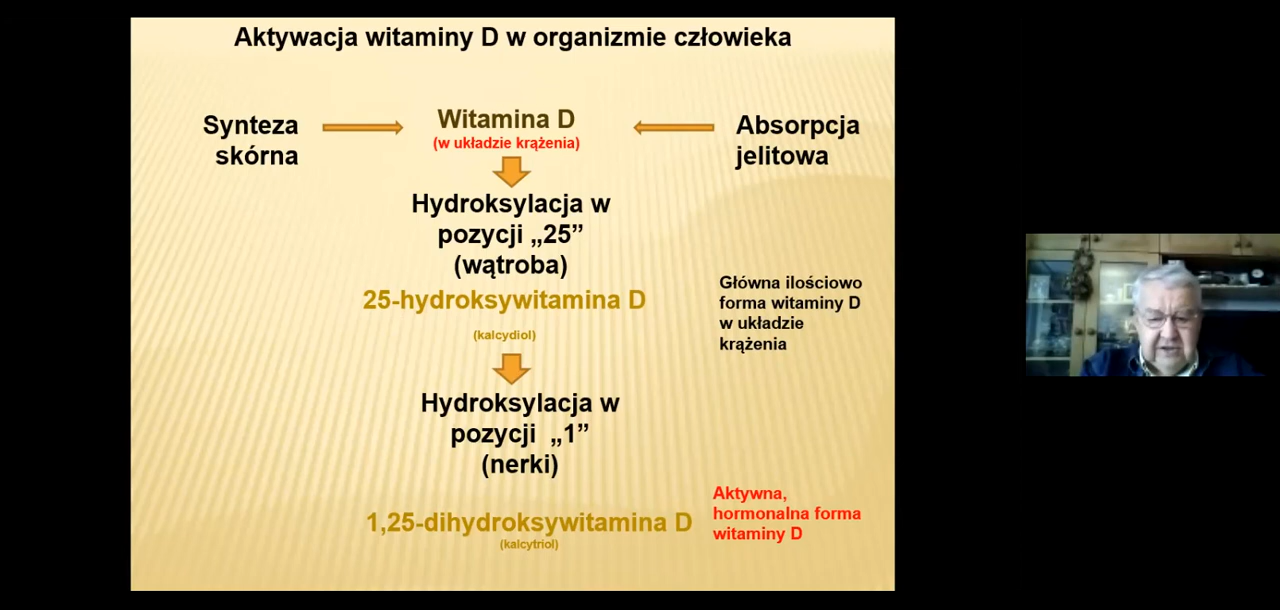 Aktywacja witaminy D w organizmie człowieka
Synteza
skórna
Witamina D
(w układzie krążenia)
Absorpcja
jelitowa
Hydroksylacja w
pozycji „25”
(wątroba)
25-hydroksywitamina D
(kalcydiol)
Główna ilościowo
forma witaminy D
w układzie
krążenia
Hydroksylacja w
pozycji „1”
(nerki)
1,25-dihydroksywitamina D
(kalcytriol)
Aktywna,
hormonalna forma
witaminy D